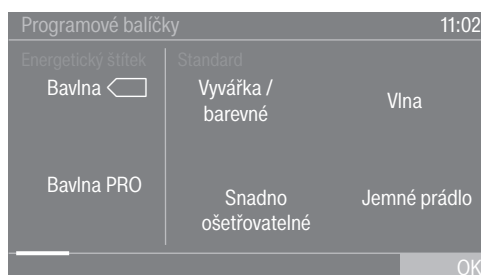 Programové balíčky 11:02
Energetický štítek
Bavlna
Bavlna PRO
Standard
Vyvářka /
barevné
Vlna
Snadno
ošetřovatelné
Jemné prádlo
OK